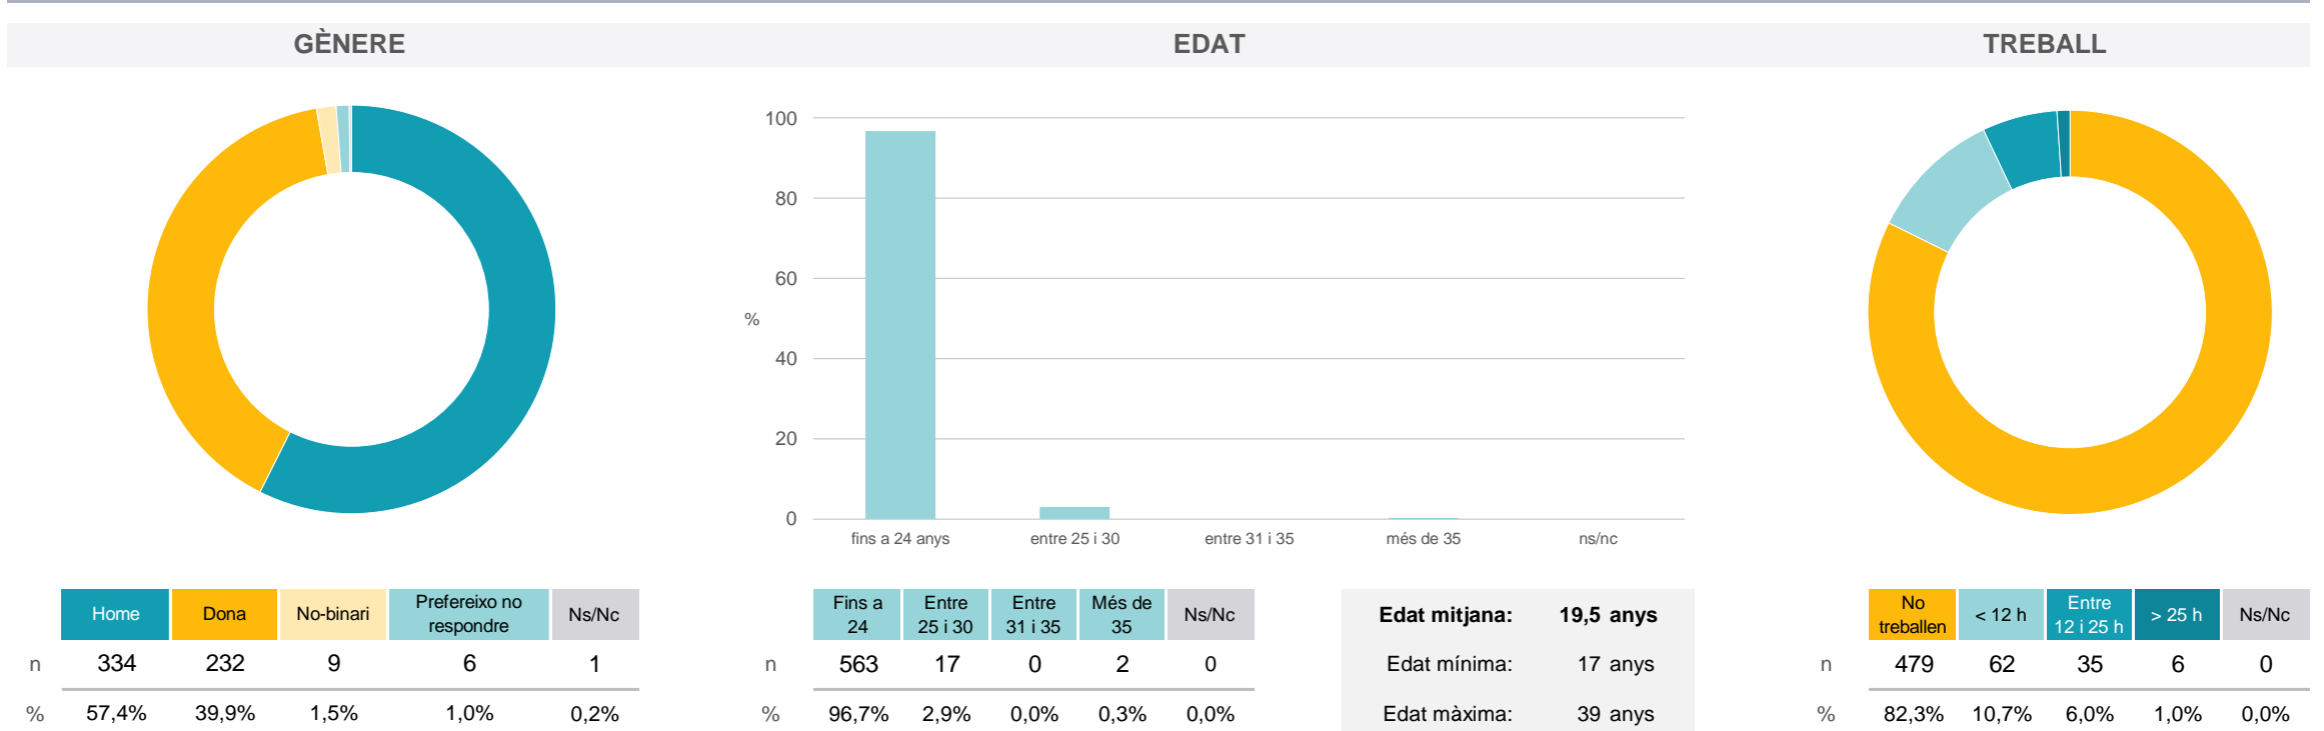 GÈNERE
EDAT
TREBALL
100
80
60
%
40
20
0
fins a 24 anys
entre 25 i 30
entre 31 i 35
més de 35
ns/nc
Home Dona No-binari Prefereixo no respondre Ns/Nc
n 334 232 9 6 1
% 57,4% 39,9% 1,5% 1,0% 0,2%
Fins a 24 Entre 25 i 30 Entre 31 i 35 Més de 35 Ns/Nc
n 563 17 0 2 0
% 96,7% 2,9% 0,0% 0,3% 0,0%
Edat mitjana: 19,5 anys
Edat mínima: 17 anys
Edat màxima: 39 anys
No treballen < 12 h Entre 12 i 25 h > 25 h Ns/Nc
n 479 62 35 6 0
% 82,3% 10,7% 6,0% 1,0% 0,0%